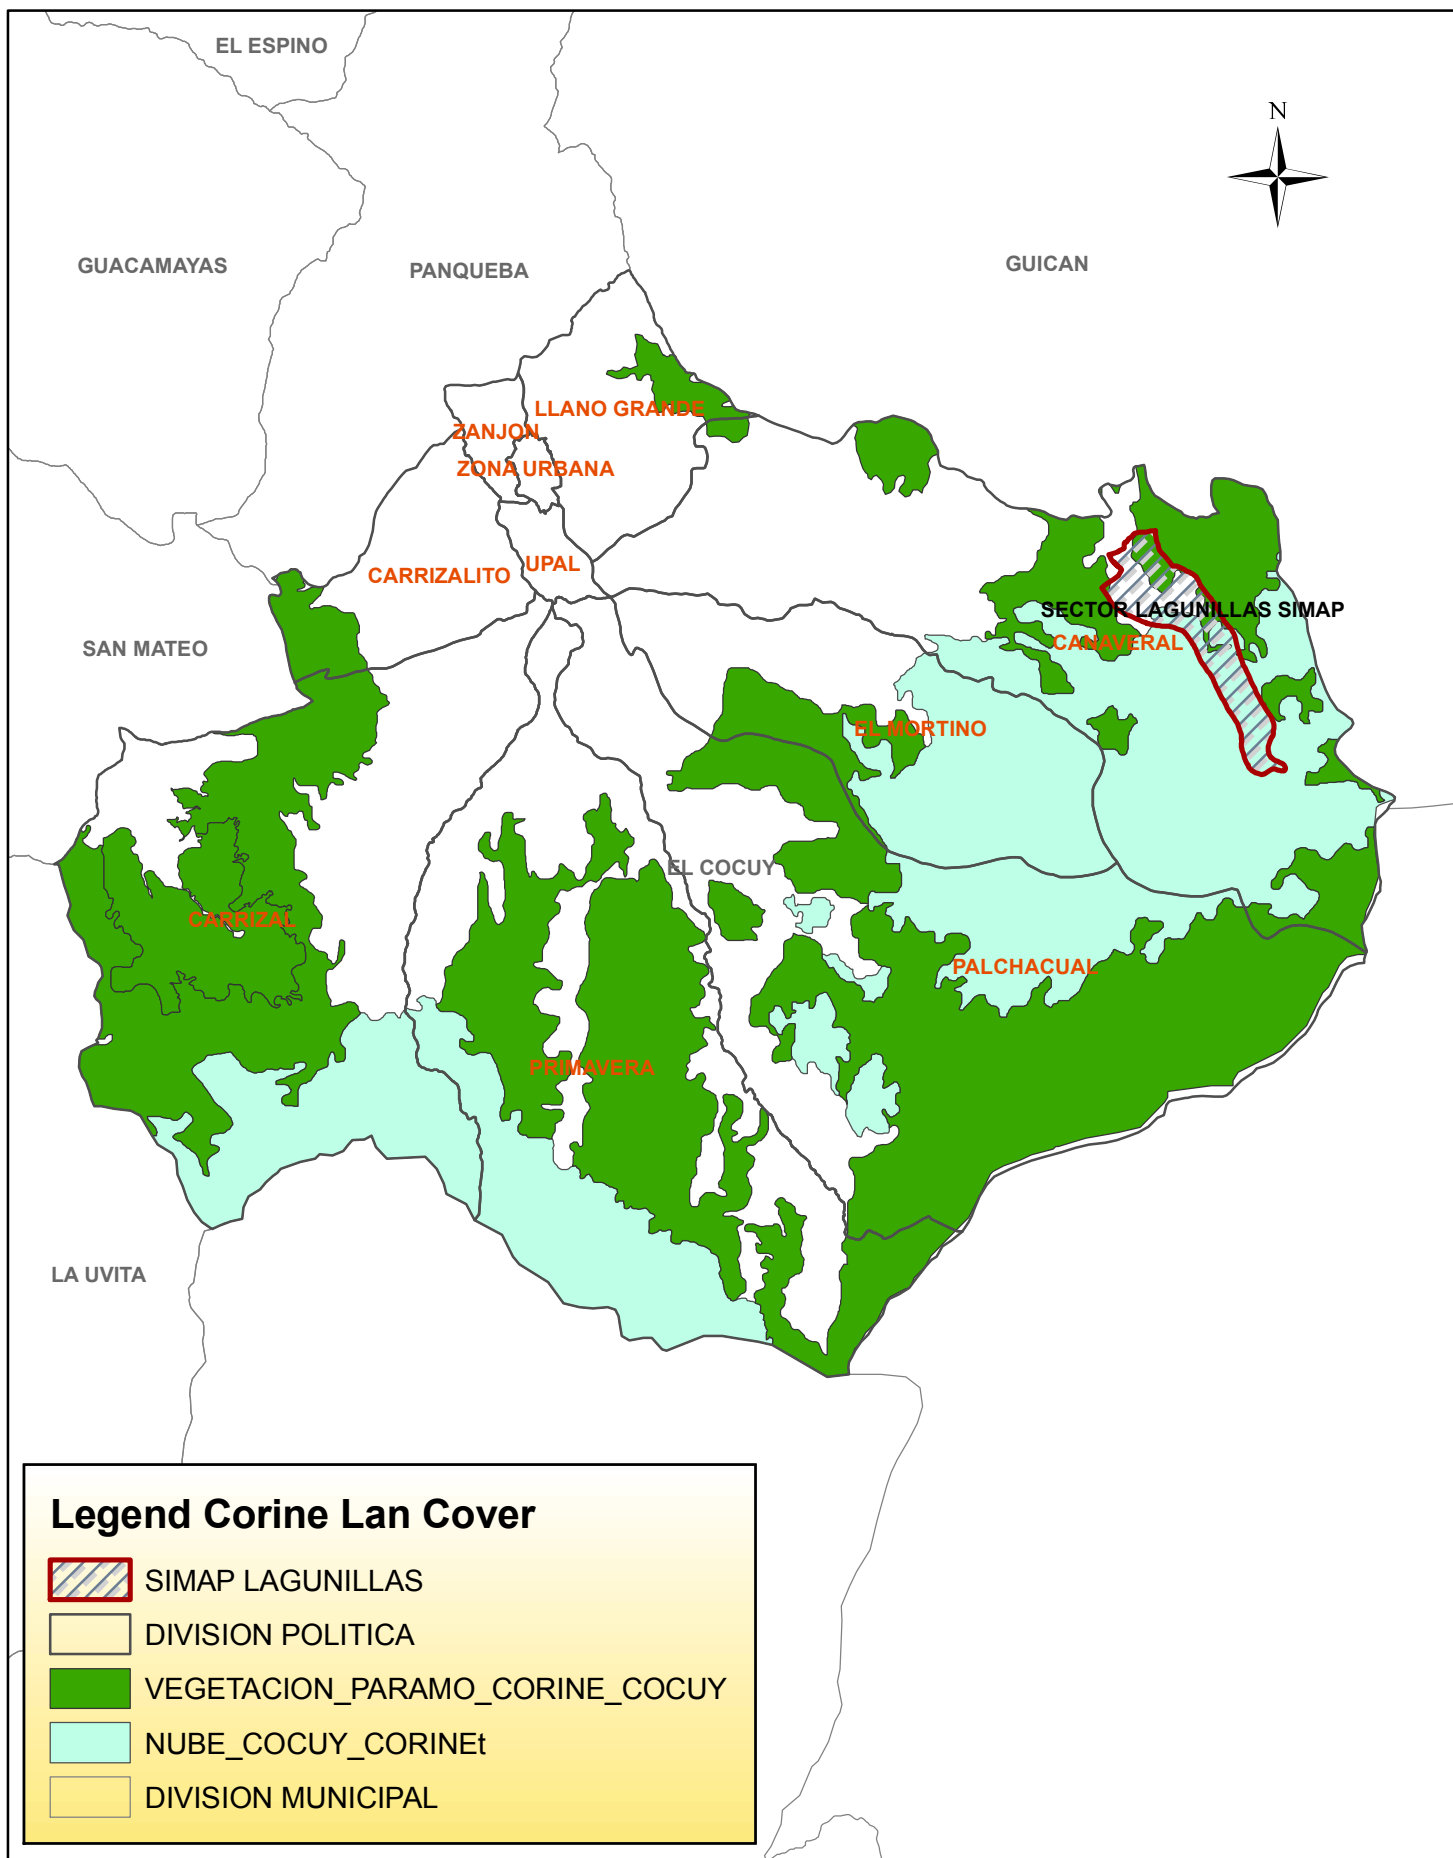 EL ESPINO
N
GUACAMAYAS
PANQUEBA
GUICAN
LLANO GRANDE
ZANJON
ZONA URBANA
UPAL
CARRIZALITO
SECTOR LAGUNILLAS SIMAP
CANAVERAL
SAN MATEO
EL MORTINO
EL COCUY
CARRIZAL
PALCHACUAL
PRIMAVERA
LA UVITA
Legend Corine Lan Cover
SIMAP LAGUNILLAS
DIVISION POLITICA
VEGETACION_PARAMO_CORINE_COCUY
NUBE_COCUY_CORINEt
DIVISION MUNICIPAL